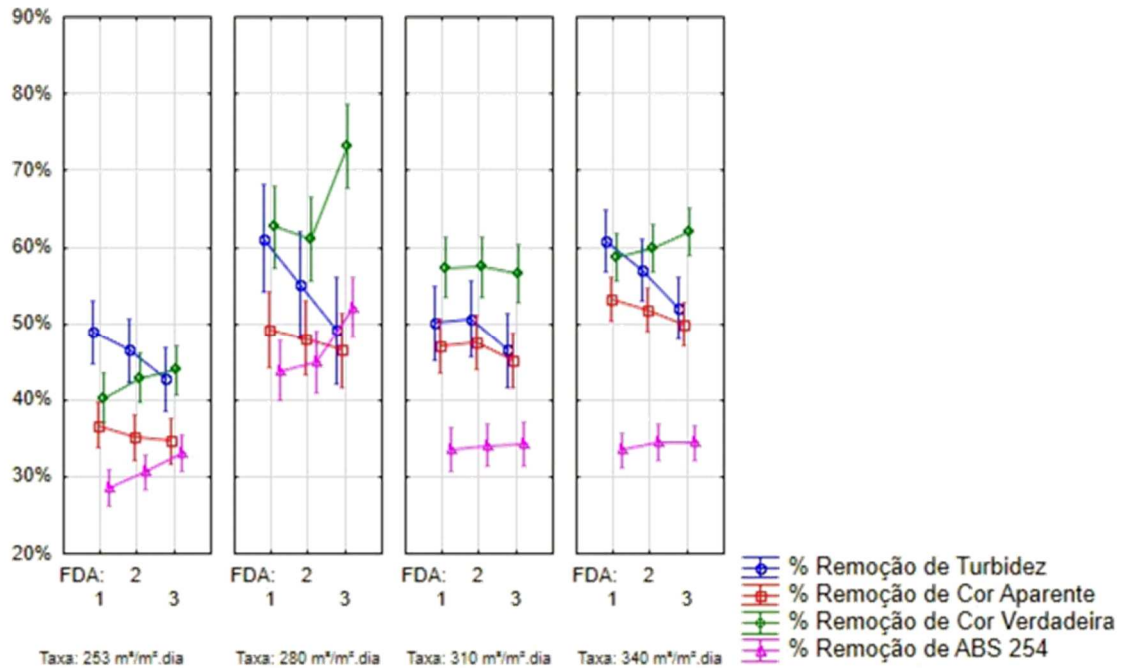 90%
80%
70%
60%
50%
40%
30%
20%
FDA: 2
1 3
FDA: 2
1 3
FDA: 2
1 3
FDA: 2
1 3
Taxa: 253 m³/m².dia
Taxa: 280 m³/m².dia
Taxa: 310 m³/m².dia
Taxa: 340 m³/m².dia
% Remoção de Turbidez
% Remoção de Cor Aparente
% Remoção de Cor Verdadeira
% Remoção de ABS 254